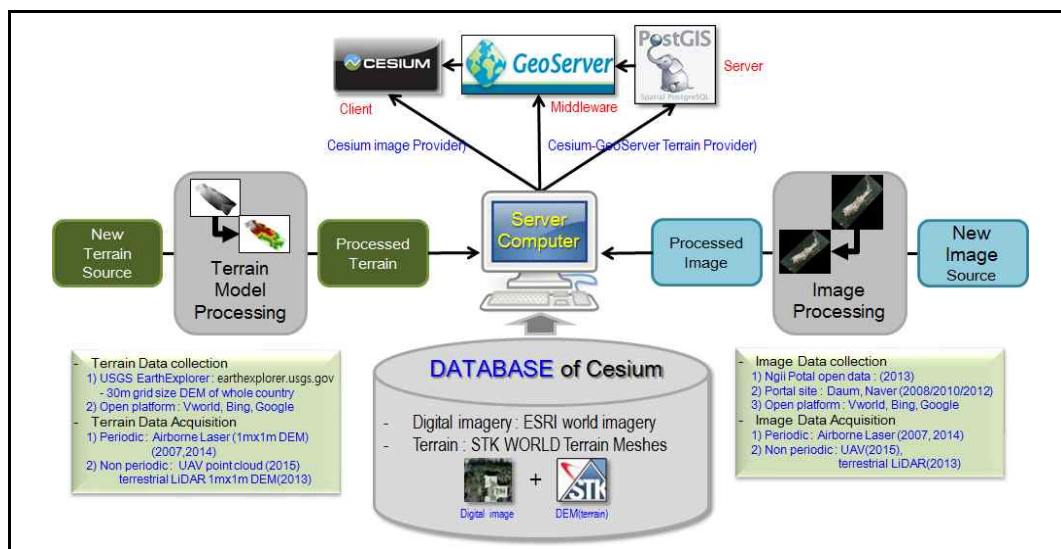 CESIUM
GeoServer
PostGIS
Spatial PostgreSQL
Server
Client
Middleware
Cesium image Provider)
Cesium-GeoServer Terrain Provider)
New
Terrain
Source
Terrain
Model
Processing
Processed
Terrain
Server
Computer
Processed
Image
Image
Processing
New
Image
Source
- Terrain Data collection
1) USGS EarthExplorer : earthexplorer.usgs.gov
- 30m grid size DEM of whole country
2) Open platform : Vworld, Bing, Google
- Terrain Data Acquisition
1) Periodic : Airborne Laser (1mx1m DEM)
(2007,2014)
2) Non periodic : UAV point cloud (2015)
terrestrial LiDAR 1mx1m DEM(2013)
DATABASE of Cesium
- Digital imagery : ESRI world imagery
- Terrain : STK WORLD Terrain Meshes
+
STK
Digital image
DEM(terrain)
- Image Data collection
1) Ngii Potal open data : (2013)
2) Portal site : Daum, Naver (2008/2010/2012)
3) Open platform : Vworld, Bing, Google
- Image Data Acquisition
1) Periodic : Airborne Laser (2007, 2014)
2) Non periodic : UAV(2015),
terrestrial LiDAR(2013)